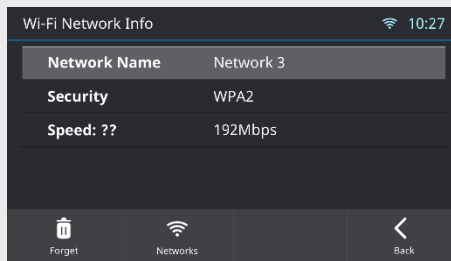 Wi-Fi Network Info 10:27
Network Name Network 3
Security WPA2
Speed: ?? 192Mbps
Forget Networks Back